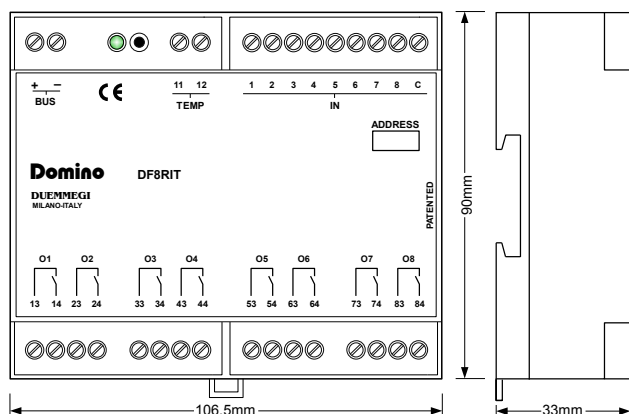 + −
BUS
CE
11 12
TEMP
1 2 3 4 5 6 7 8 C
IN
ADDRESS
Domino
DF8RIT
DUEMMEGI
MILANO-ITALY
PATENTED
O1 O2 O3 O4 O5 O6 O7 O8
13 14 23 24 33 34 43 44 53 54 63 64 73 74 83 84
90mm
106.5mm
33mm